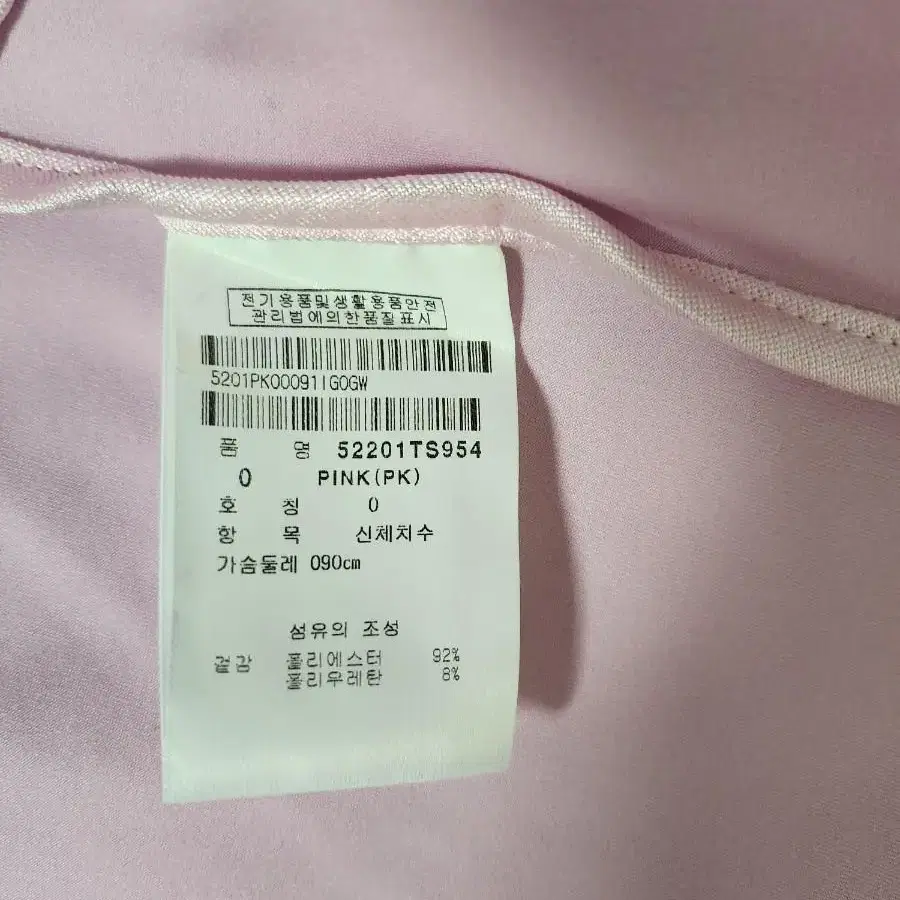 전기용품및생활용품안전
관리법에의한품질표시
5201PK00091IGOGW
품 명 52201TS954
0 PINK(PK)
호 칭 0
항 목 신체치수
가슴둘레 090cm
섬유의 조성
겉감 폴리에스터 92%
폴리우레탄 8%